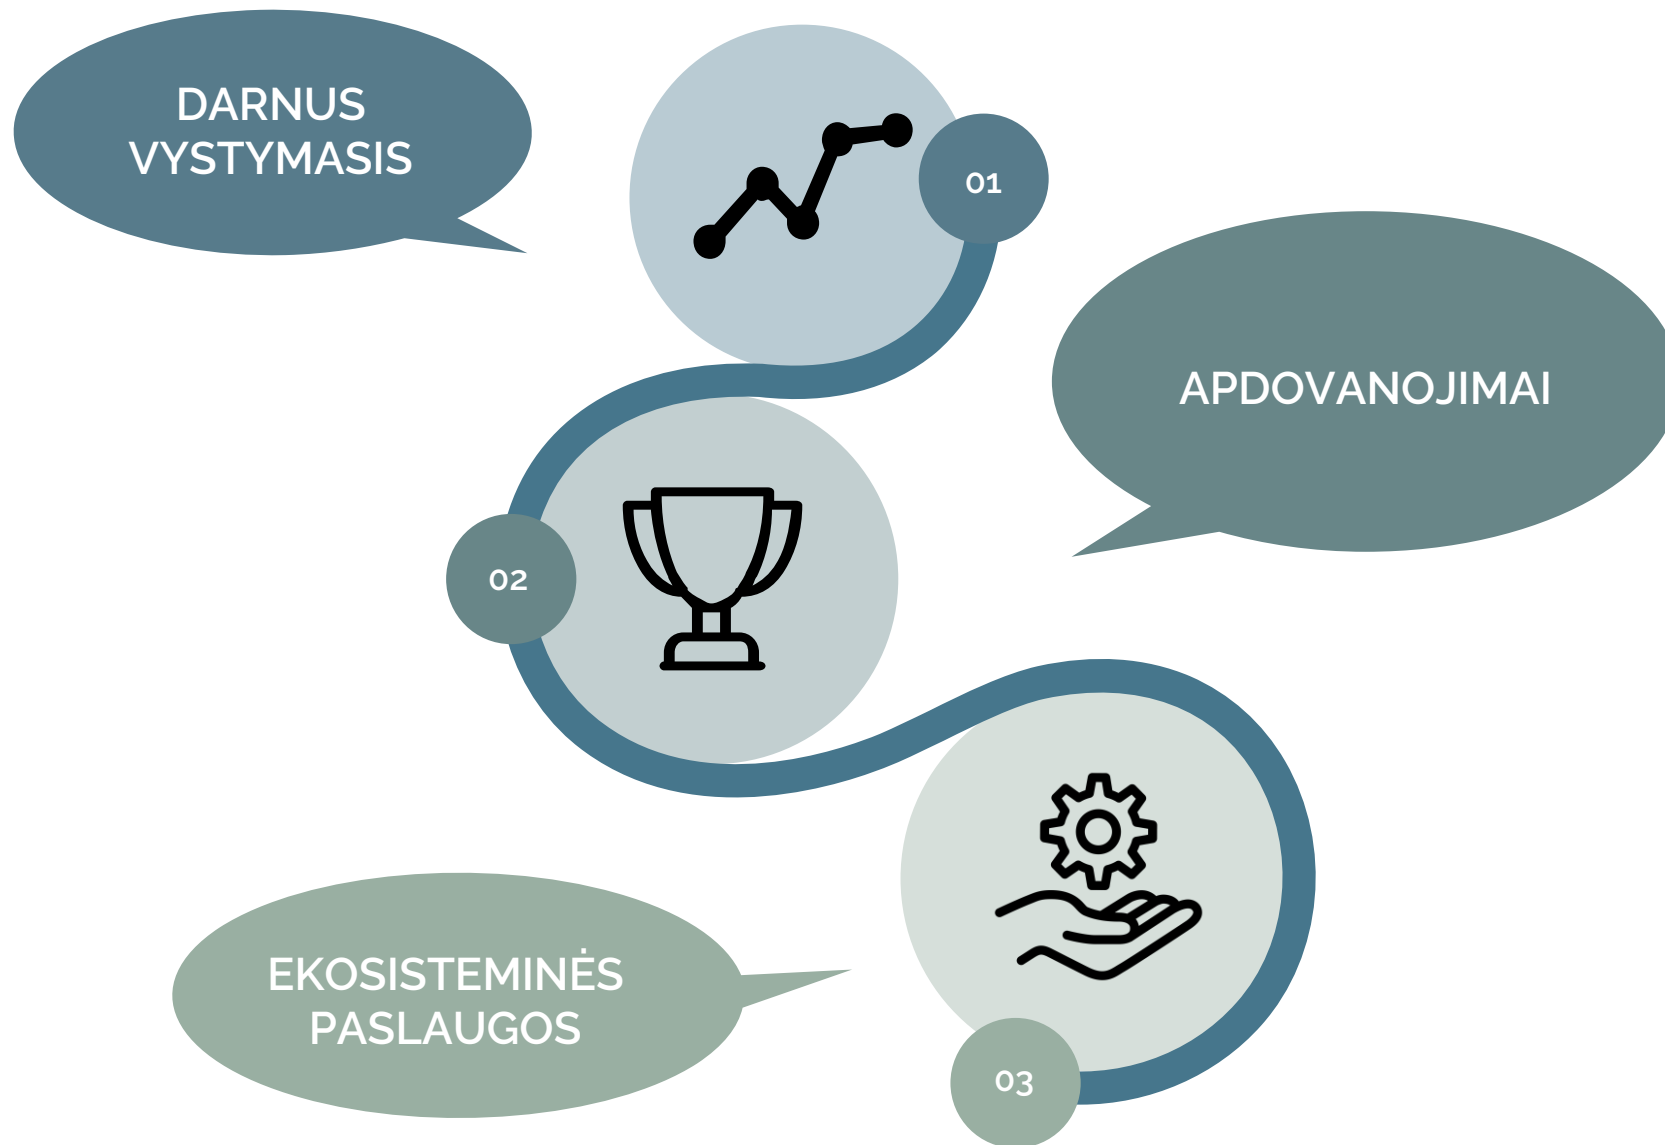 DARNUS
VYSTYMASIS
01
APDOVANOJIMAI
02
EKOSISTEMINĖS
PASLAUGOS
03